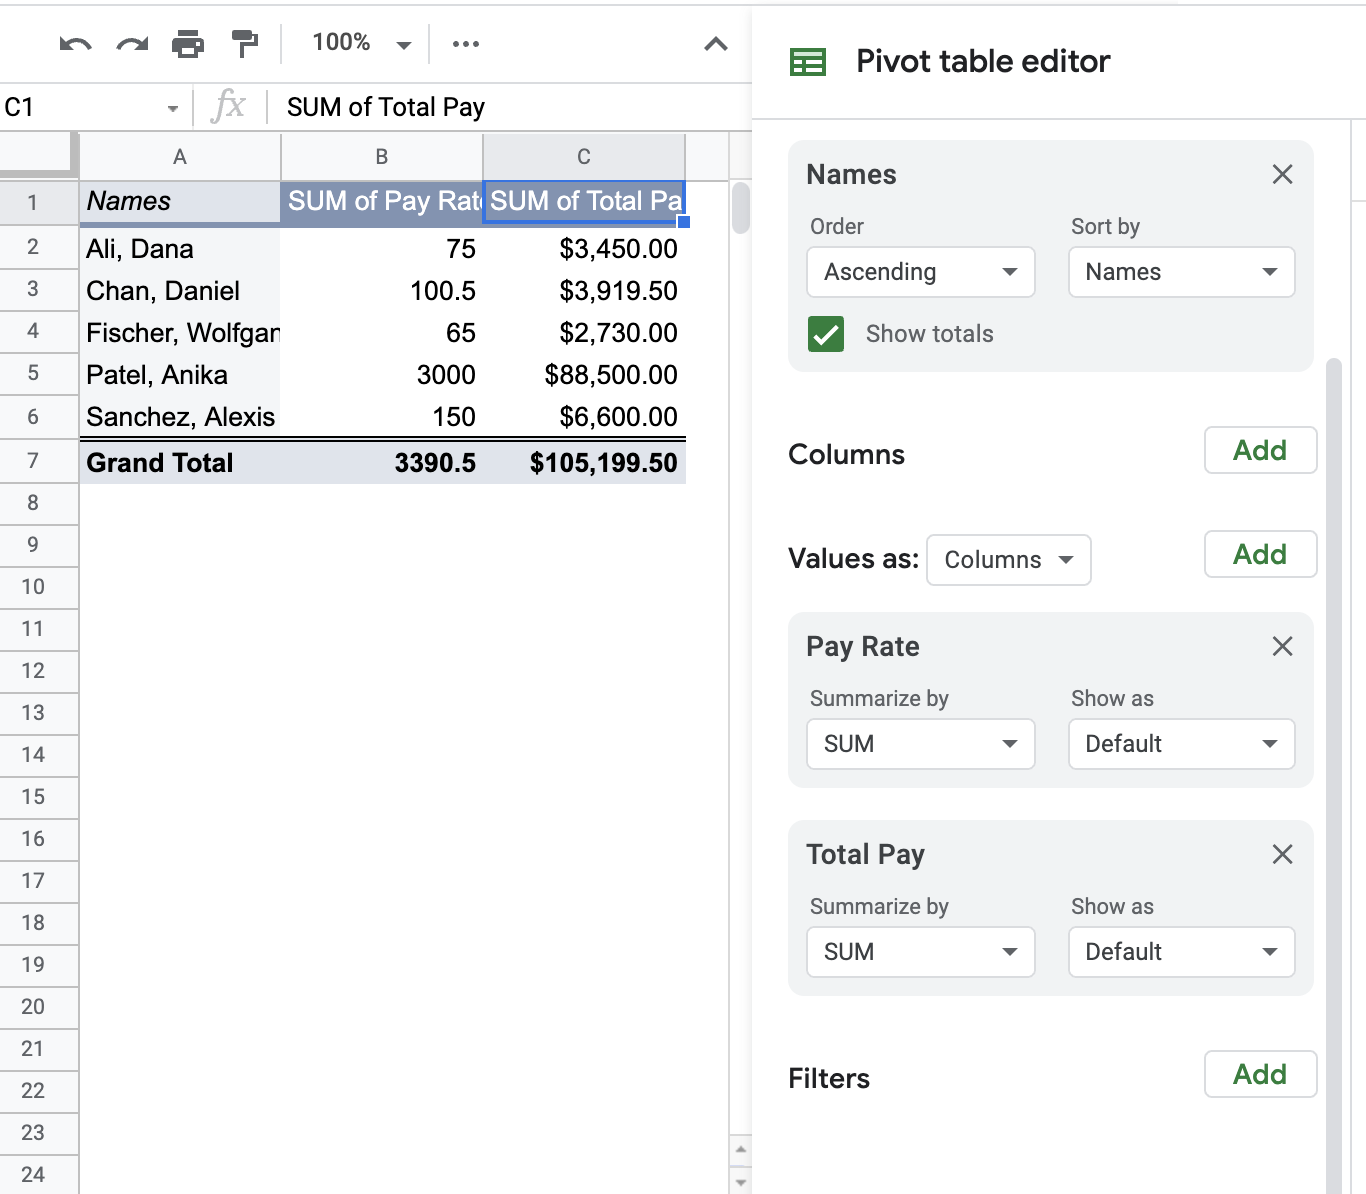 100%
Pivot table editor
C1 fx SUM of Total Pay
A B C
1 Names SUM of Pay Rat SUM of Total Pa
2 Ali, Dana 75 $3,450.00
3 Chan, Daniel 100.5 $3,919.50
4 Fischer, Wolfgan 65 $2,730.00
5 Patel, Anika 3000 $88,500.00
6 Sanchez, Alexis 150 $6,600.00
7 Grand Total 3390.5 $105,199.50
8
9
10
11
12
13
14
15
16
17
18
19
20
21
22
23
24
Names
Order Sort by
Ascending Names
Show totals
Columns Add
Values as: Columns Add
Pay Rate
Summarize by Show as
SUM Default
Total Pay
Summarize by Show as
SUM Default
Filters Add